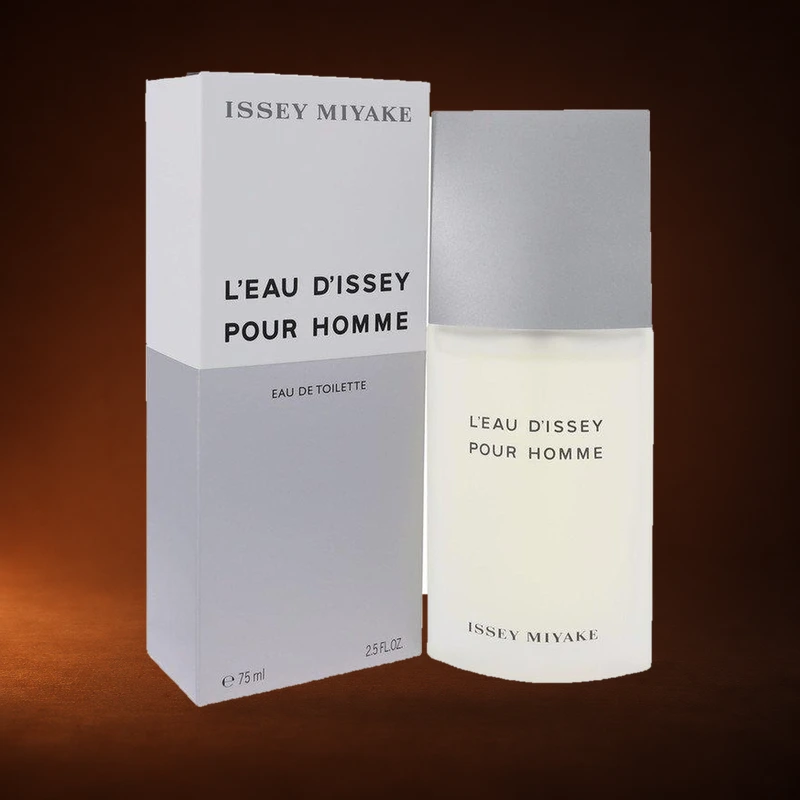 ISSEY MIYAKE
L'EAU D'ISSEY
POUR HOMME
EAU DE TOILETTE
2.5 FL.OZ.
℮ 75 ml
L'EAU D'ISSEY
POUR HOMME
ISSEY MIYAKE